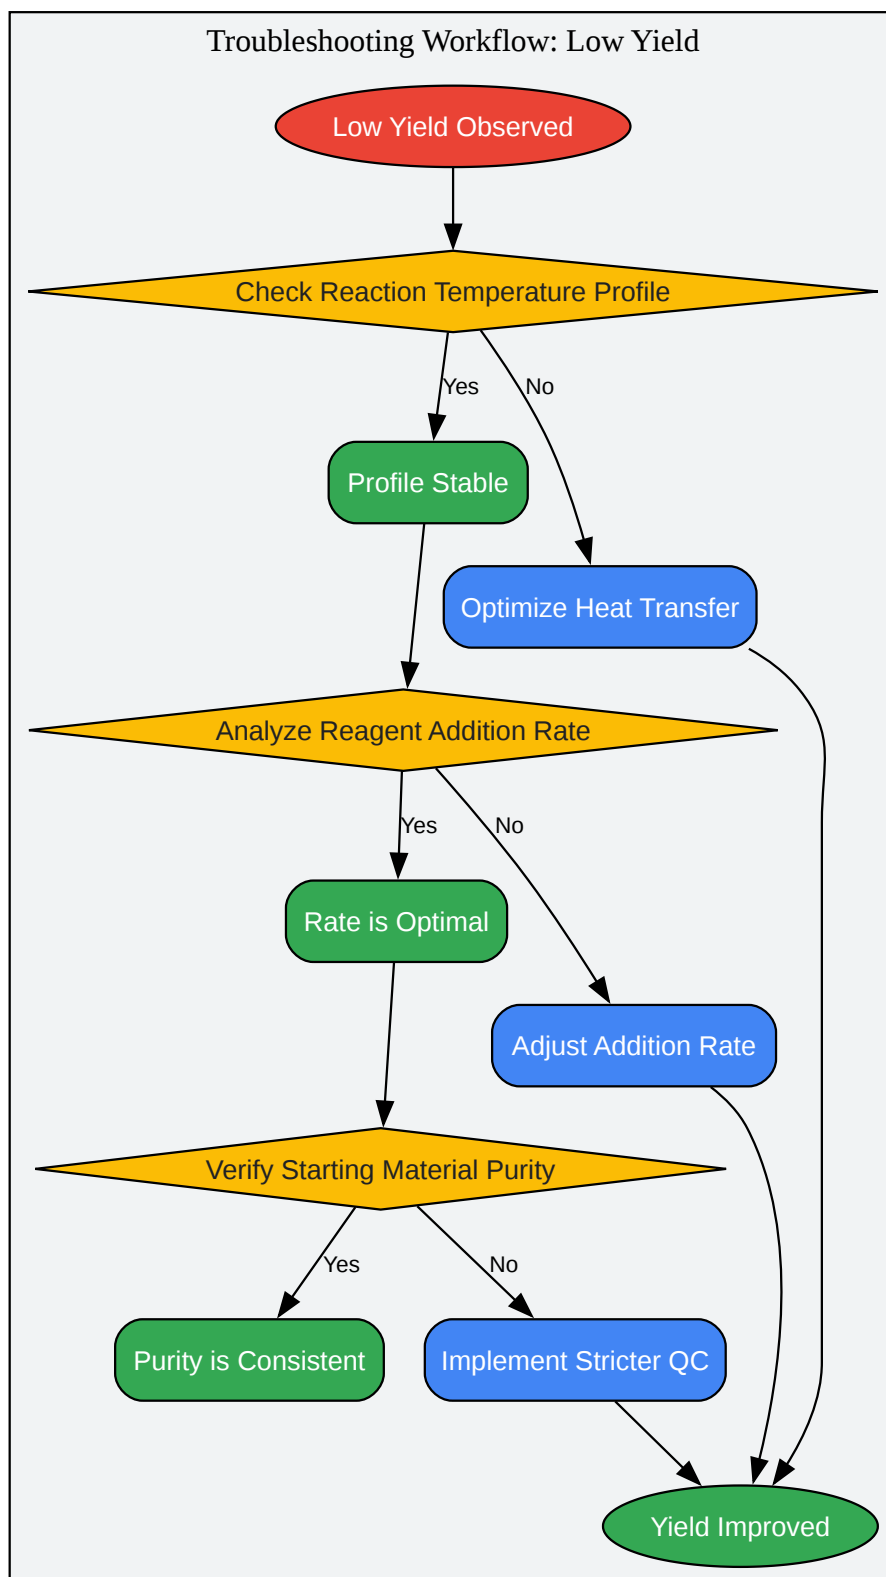 Troubleshooting Workflow: Low Yield
Low Yield Observed
Check Reaction Temperature Profile
Yes
No
Profile Stable
Optimize Heat Transfer
Analyze Reagent Addition Rate
Yes
No
Rate is Optimal
Adjust Addition Rate
Verify Starting Material Purity
Yes
No
Purity is Consistent
Implement Stricter QC
Yield Improved